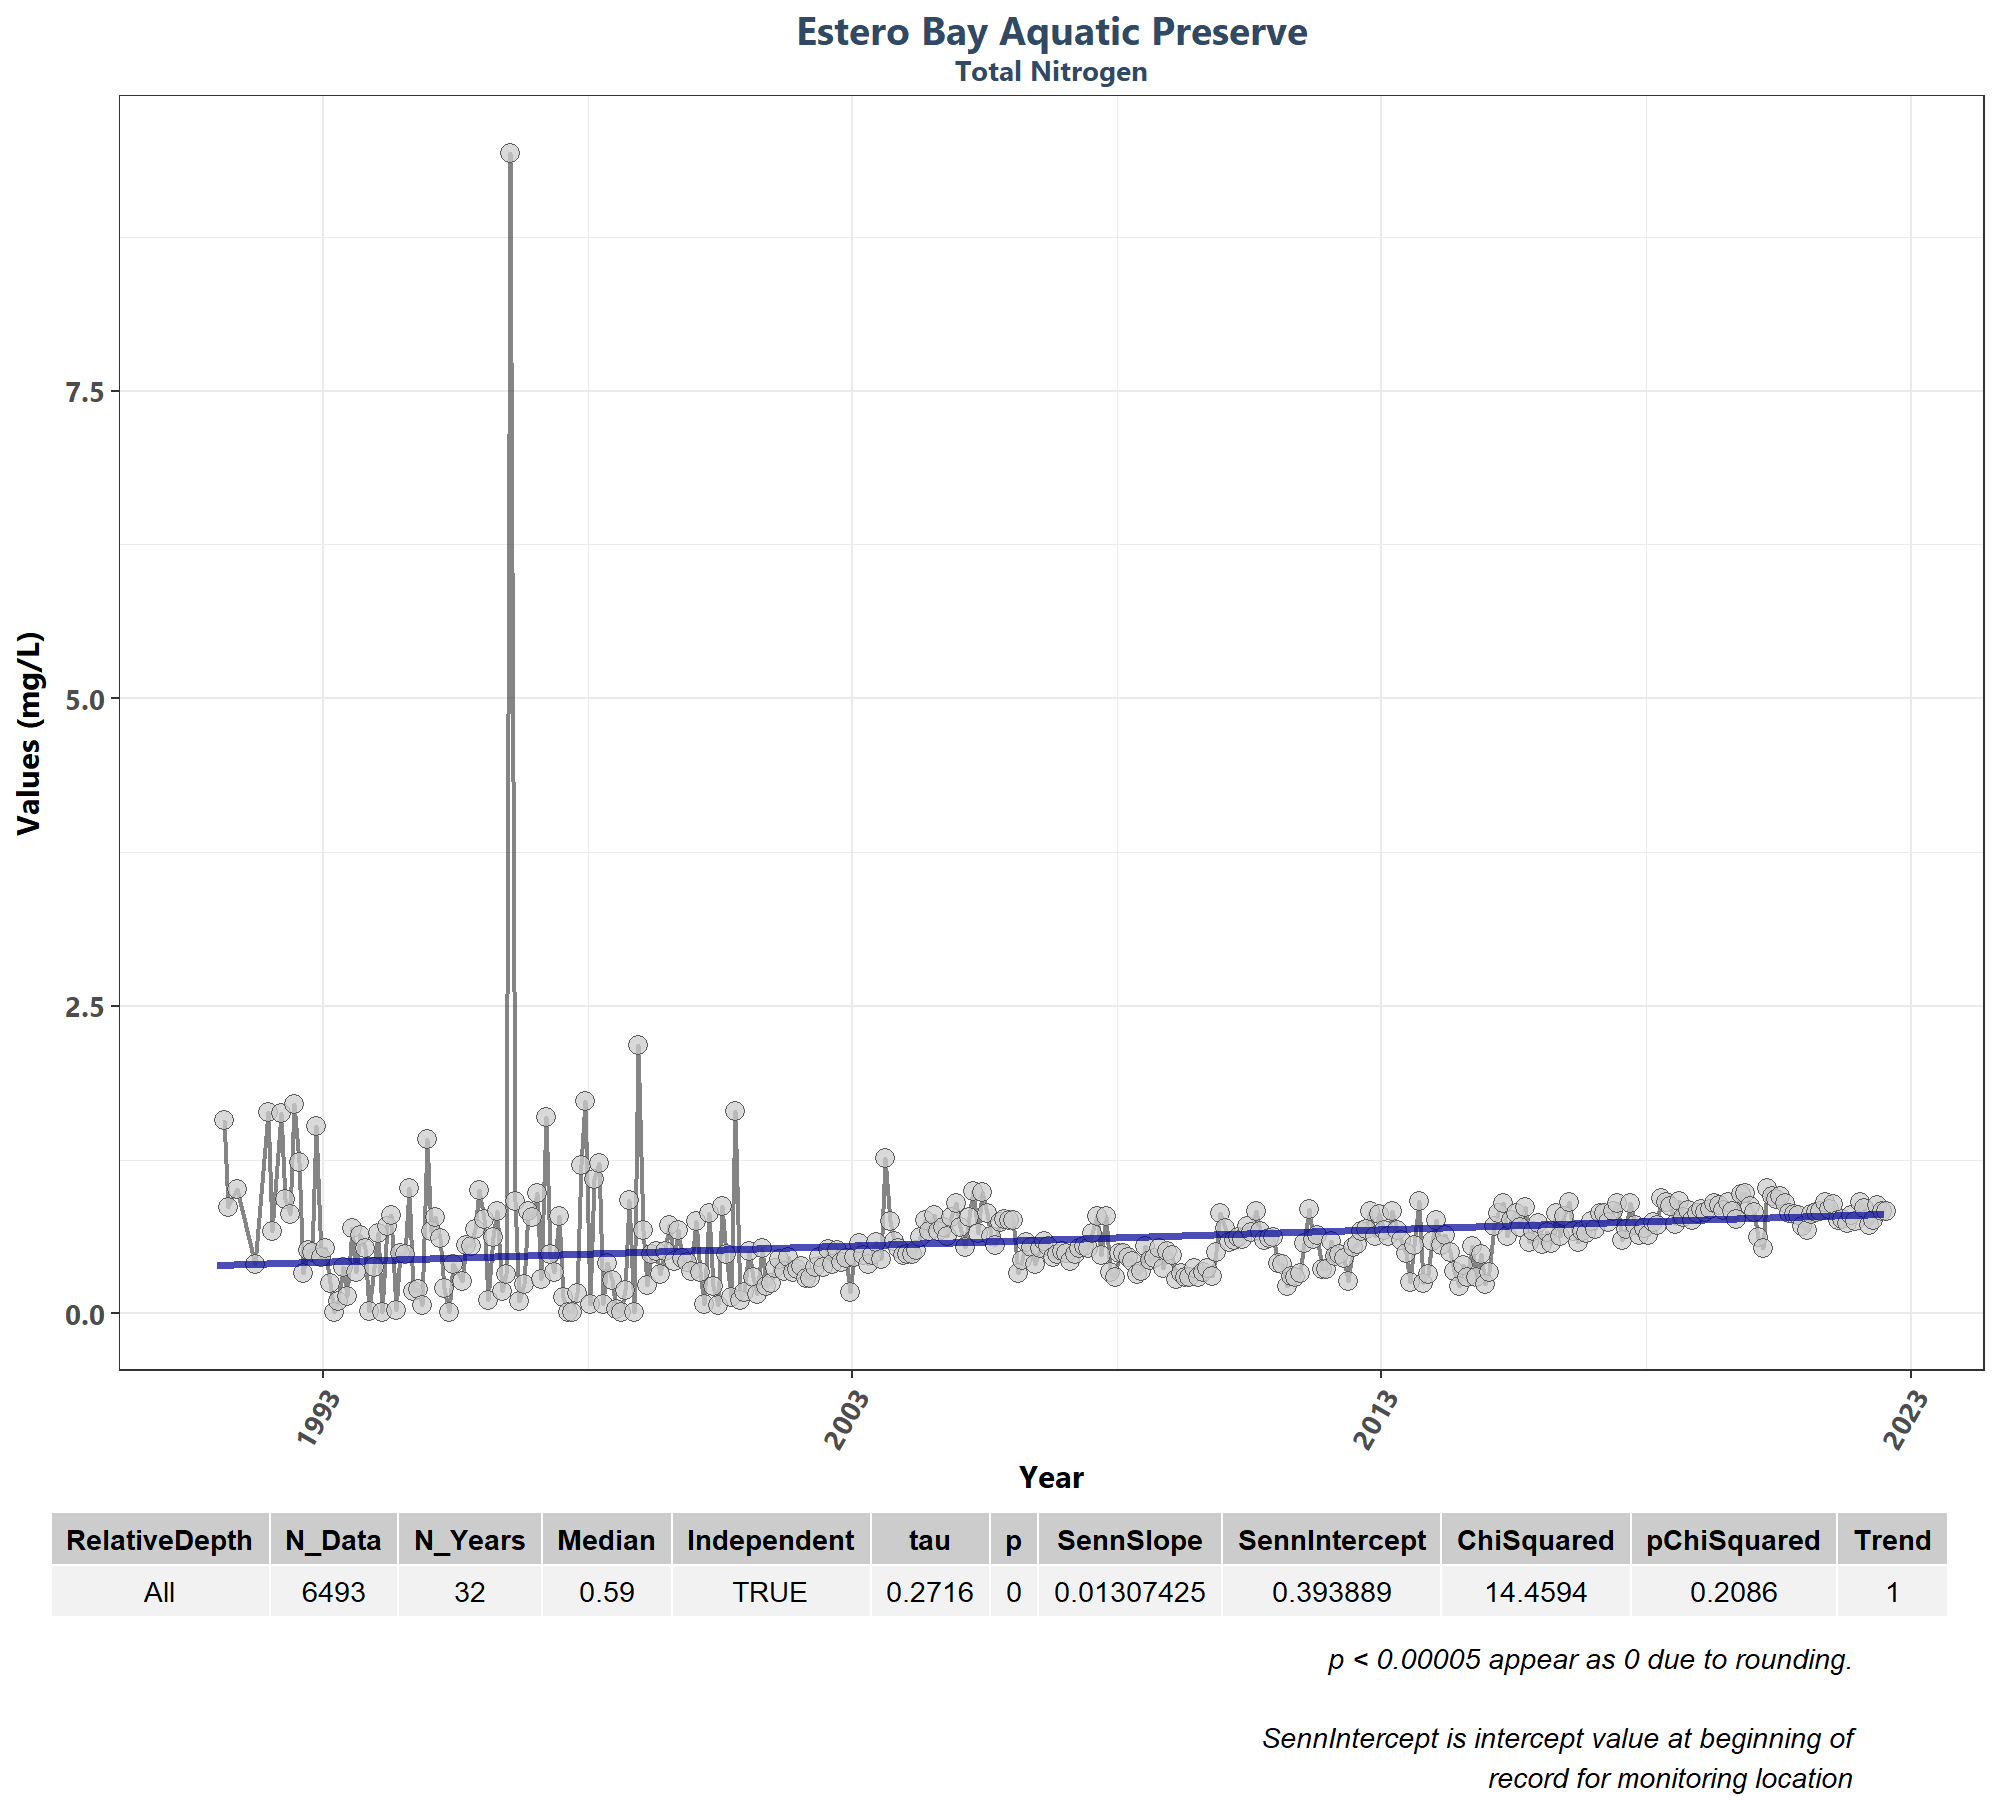 Estero Bay Aquatic Preserve
Total Nitrogen
Values (mg/L)
7.5
5.0
2.5
0.0
1993 2003 2013 2023
Year
RelativeDepth N_Data N_Years Median Independent tau p SennSlope SennIntercept ChiSquared pChiSquared Trend
All 6493 32 0.59 TRUE 0.2716 0 0.01307425 0.393889 14.4594 0.2086 1
p < 0.00005 appear as 0 due to rounding.
SennIntercept is intercept value at beginning of
record for monitoring location